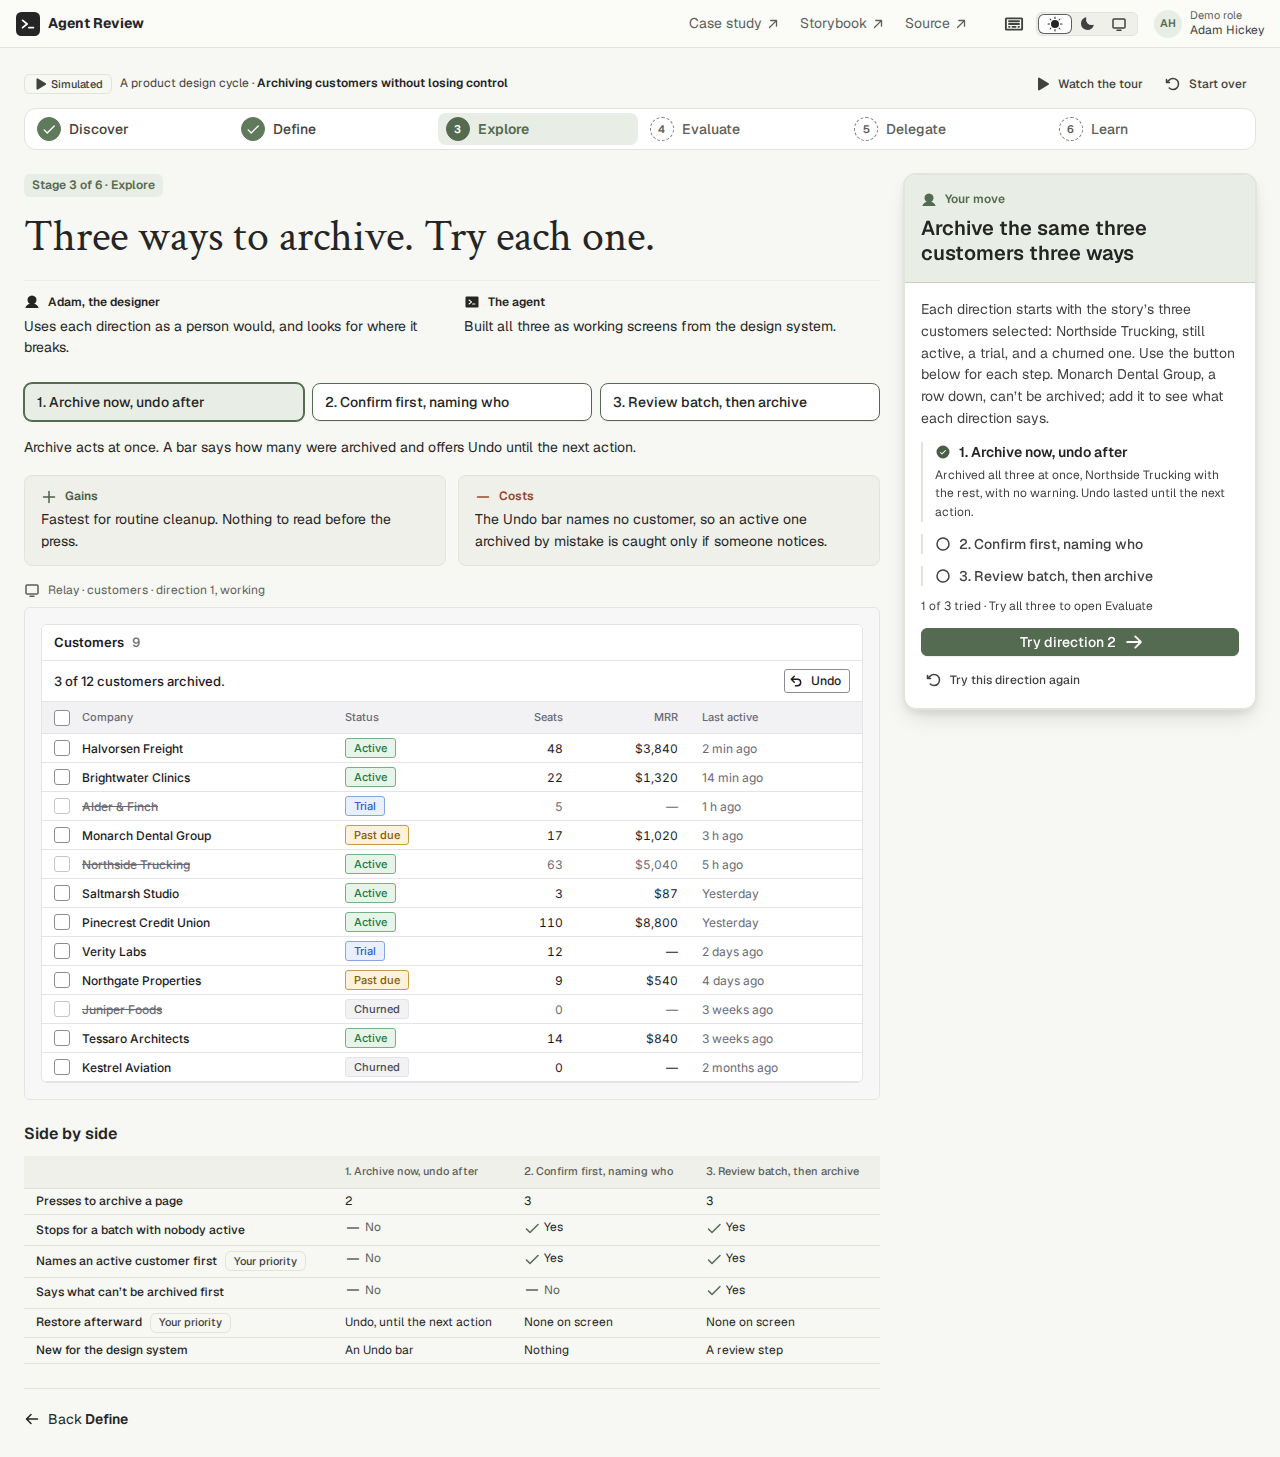 Agent Review
Case study
Storybook
Source
AH
Demo role
Adam Hickey
Simulated
A product design cycle · Archiving customers without losing control
Watch the tour
Start over
Discover
Define
3 Explore
4 Evaluate
5 Delegate
6 Learn
Stage 3 of 6 · Explore
Three ways to archive. Try each one.
Adam, the designer
Uses each direction as a person would, and looks for where it
breaks.
The agent
Built all three as working screens from the design system.
1. Archive now, undo after
2. Confirm first, naming who
3. Review batch, then archive
Archive acts at once. A bar says how many were archived and offers Undo until the next action.
Gains
Fastest for routine cleanup. Nothing to read before the
press.
Costs
The Undo bar names no customer, so an active one
archived by mistake is caught only if someone notices.
Relay · customers · direction 1, working
Customers 9
3 of 12 customers archived.
Undo
Company Status Seats MRR Last active
Halvorsen Freight Active 48 $3,840 2 min ago
Brightwater Clinics Active 22 $1,320 14 min ago
Alder & Finch Trial 5 — 1 h ago
Monarch Dental Group Past due 17 $1,020 3 h ago
Northside Trucking Active 63 $5,040 5 h ago
Saltmarsh Studio Active 3 $87 Yesterday
Pinecrest Credit Union Active 110 $8,800 Yesterday
Verity Labs Trial 12 — 2 days ago
Northgate Properties Past due 9 $540 4 days ago
Juniper Foods Churned 0 — 3 weeks ago
Tessaro Architects Active 14 $840 3 weeks ago
Kestrel Aviation Churned 0 — 2 months ago
Side by side
1. Archive now, undo after 2. Confirm first, naming who 3. Review batch, then archive
Presses to archive a page 2 3 3
Stops for a batch with nobody active No Yes Yes
Names an active customer first Your priority No Yes Yes
Says what can't be archived first No No Yes
Restore afterward Your priority Undo, until the next action None on screen None on screen
New for the design system An Undo bar Nothing A review step
Back Define
Your move
Archive the same three
customers three ways
Each direction starts with the story's three
customers selected: Northside Trucking, still
active, a trial, and a churned one. Use the button
below for each step. Monarch Dental Group, a
row down, can't be archived; add it to see what
each direction says.
1. Archive now, undo after
Archived all three at once, Northside Trucking with
the rest, with no warning. Undo lasted until the next
action.
2. Confirm first, naming who
3. Review batch, then archive
1 of 3 tried · Try all three to open Evaluate
Try direction 2
Try this direction again